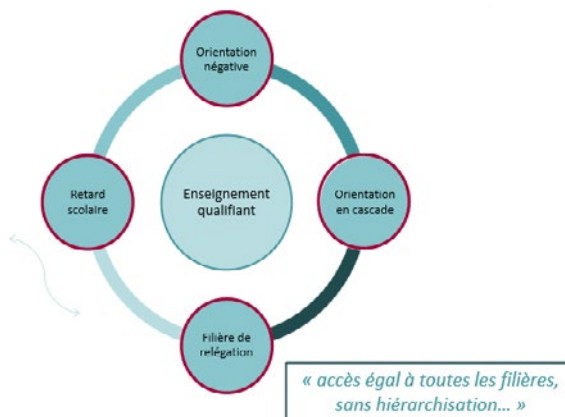 Orientation
négative
Retard
scolaire
Enseignement
qualifiant
Orientation
en cascade
Filière de
relégation
« accès égal à toutes les filières,
sans hiérarchisation... »